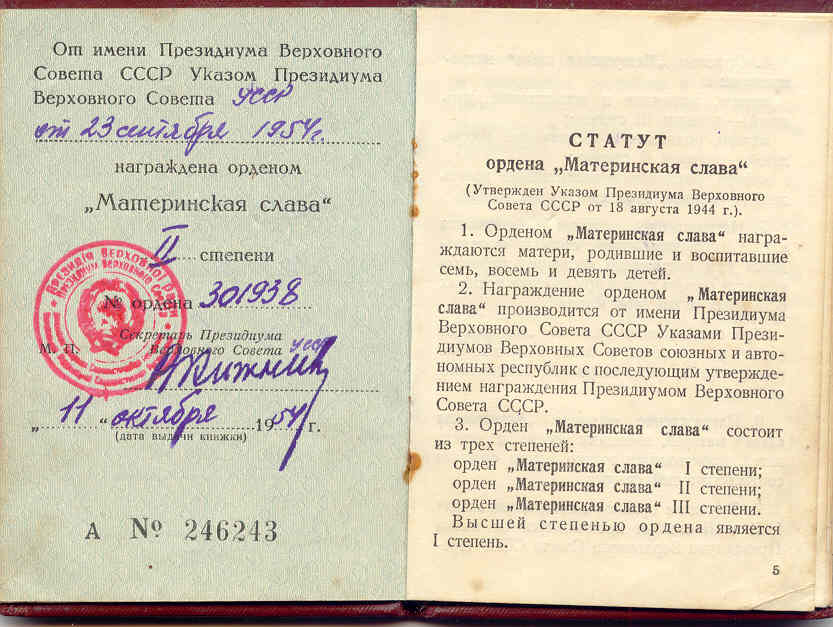 От имени Президиума Верховного
Совета СССР Указом Президиума
Верховного Совета УССР
от 23 сентября 1954г.
награждена орденом
„Материнская слава“
II степени
№ ордена 301938
Секретарь Президиума
М. П. Верховного Совета УССР
„11“ октября 1954 г.
(дата выдачи книжки)
А № 246243
СТАТУТ
ордена „Материнская слава“
(Утвержден Указом Президиума Верховного
Совета СССР от 18 августа 1944 г.).
1. Орденом „Материнская слава“ награ-
ждаются матери, родившие и воспитавшие
семь, восемь и девять детей.
2. Награждение орденом „Материнская
слава“ производится от имени Президиума
Верховного Совета СССР Указами Прези-
диумов Верховных Советов союзных и авто-
номных республик с последующим утвержде-
нием награждения Президиумом Верховного
Совета СССР.
3. Орден „Материнская слава“ состоит
из трех степеней:
орден „Материнская слава“ I степени;
орден „Материнская слава“ II степени;
орден „Материнская слава“ III степени.
Высшей степенью ордена является
I степень.
5